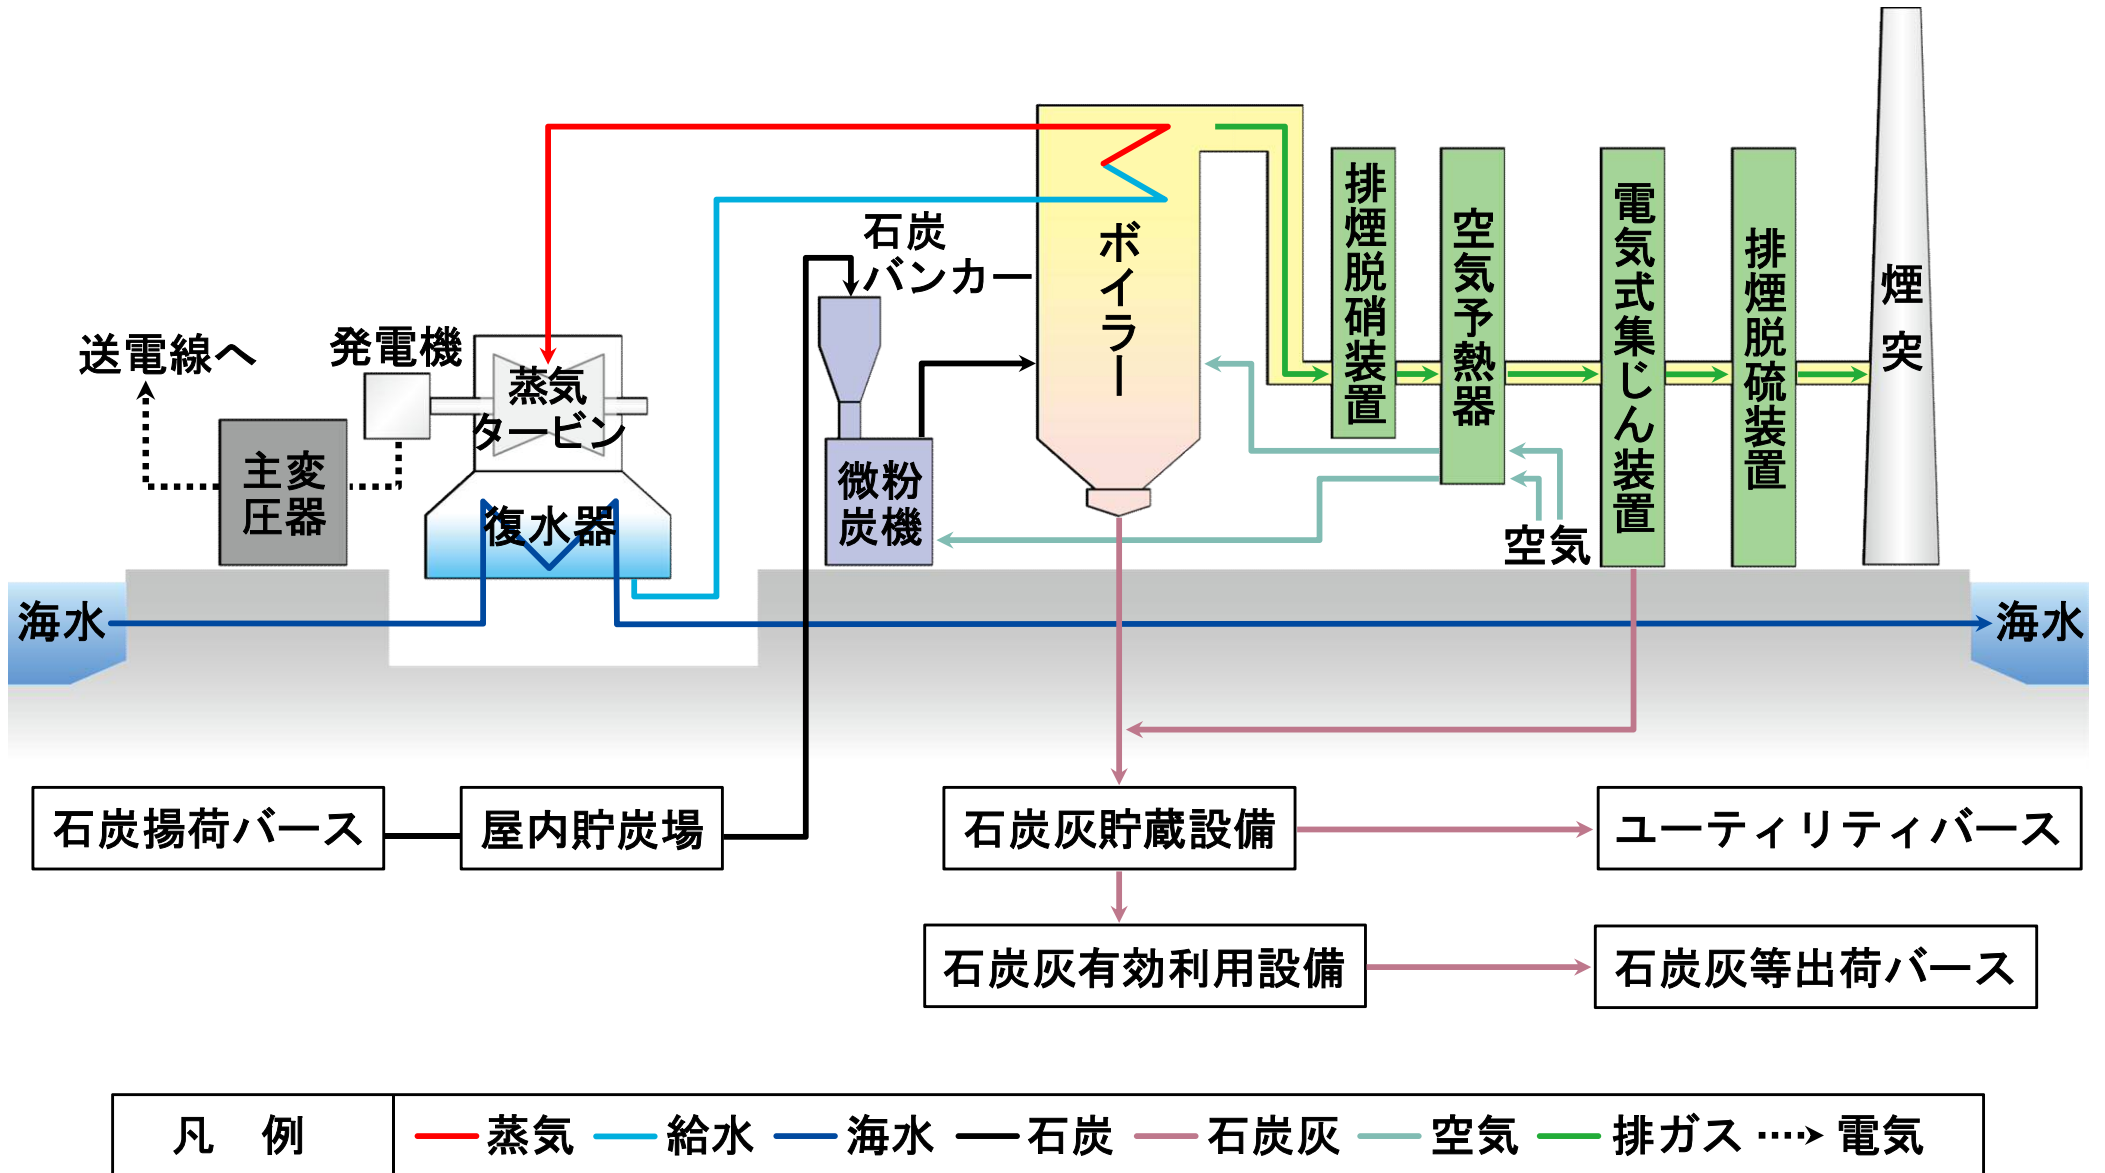 石炭
バンカー
ボイラー
排煙脱硝装置
空気予熱器
電気式集じん装置
排煙脱硫装置
煙突
送電線へ
発電機
蒸気
タービン
主変
圧器
復水器
微粉
炭機
空気
海水
海水
石炭揚荷バース
屋内貯炭場
石炭灰貯蔵設備
ユーティリティバース
石炭灰有効利用設備
石炭灰等出荷バース
凡　例
蒸気 給水 海水 石炭 石炭灰 空気 排ガス 電気